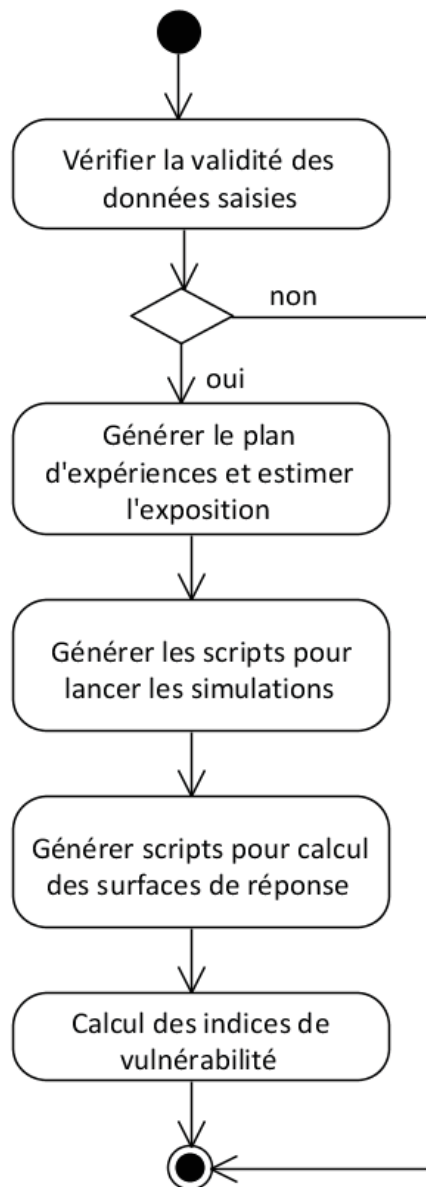 Vérifier la validité des
données saisies
non
oui
Générer le plan
d'expériences et estimer
l'exposition
Générer les scripts pour
lancer les simulations
Générer scripts pour calcul
des surfaces de réponse
Calcul des indices de
vulnérabilité